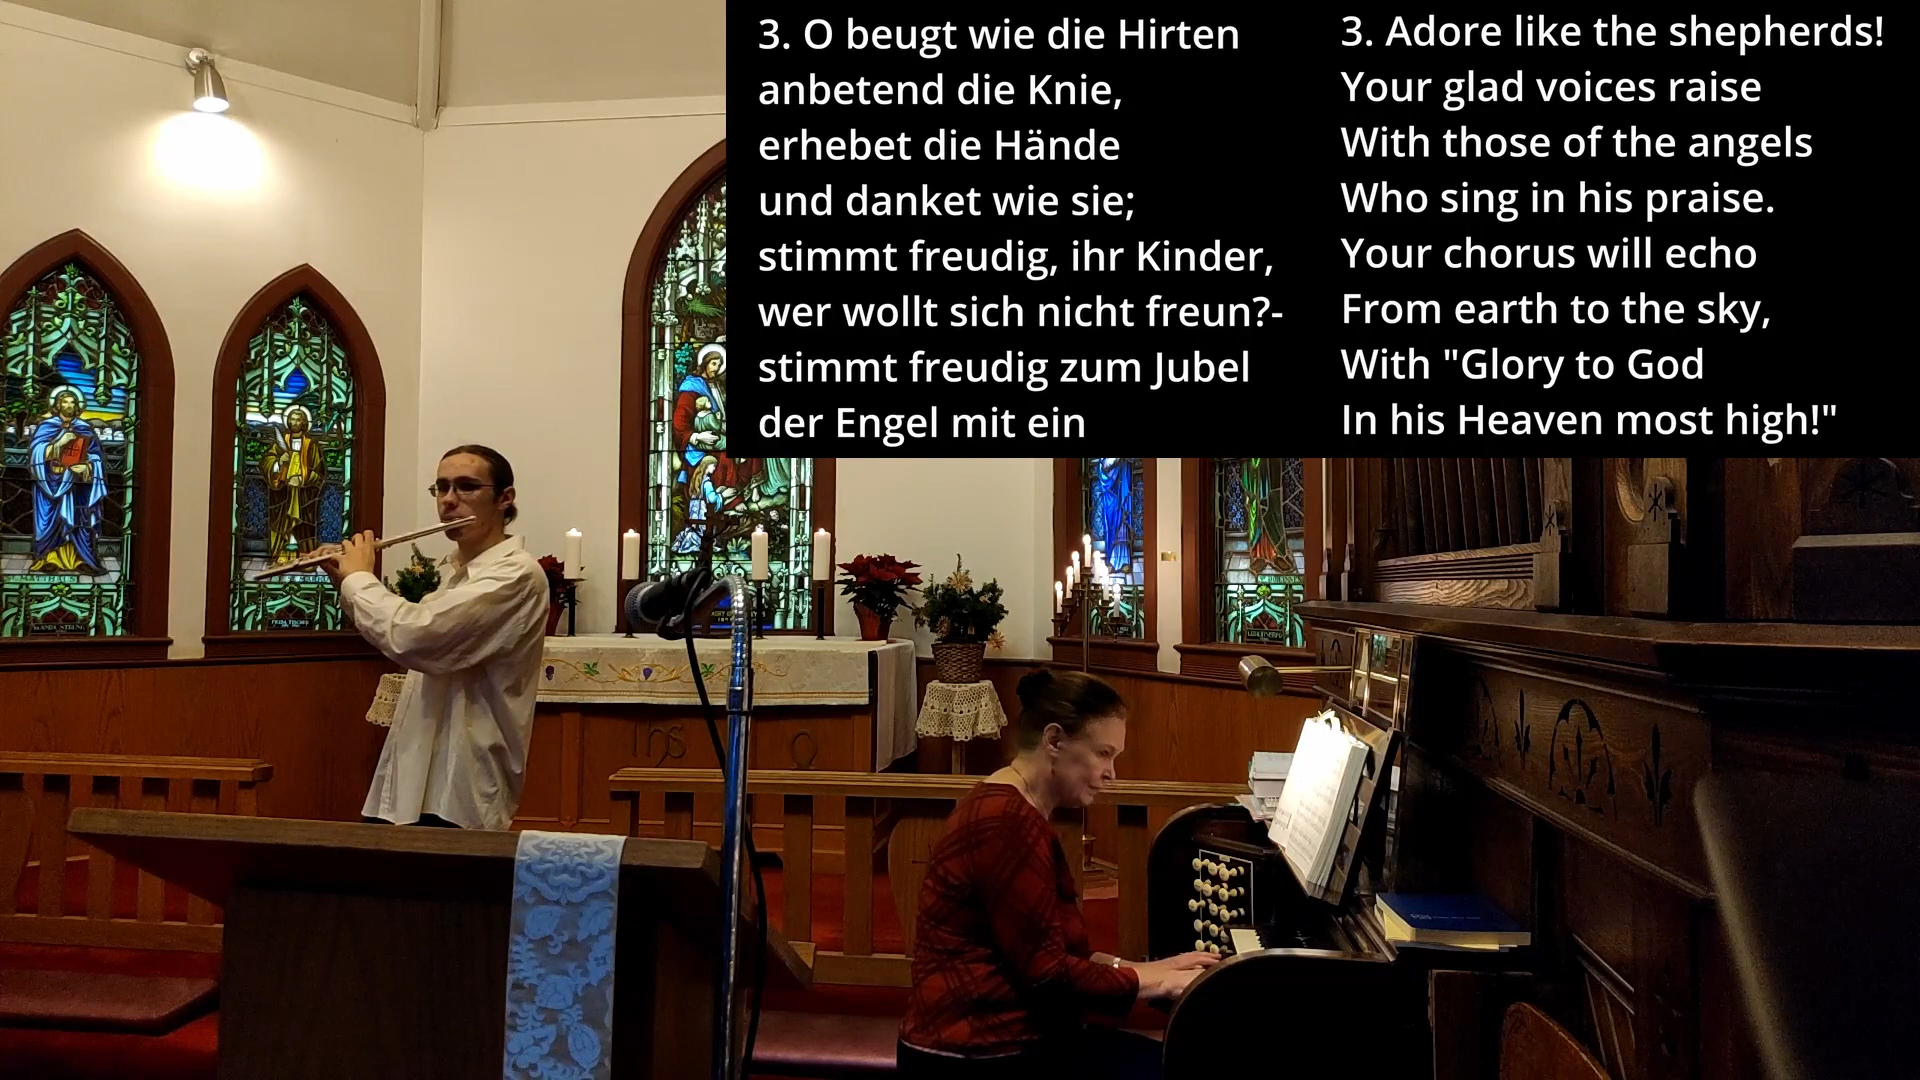 3. O beugt wie die Hirten
anbetend die Knie,
erhebet die Hände
und danket wie sie;
stimmt freudig, ihr Kinder,
wer wollt sich nicht freun?-
stimmt freudig zum Jubel
der Engel mit ein
3. Adore like the shepherds!
Your glad voices raise
With those of the angels
Who sing in his praise.
Your chorus will echo
From earth to the sky,
With "Glory to God
In his Heaven most high!"
IHS